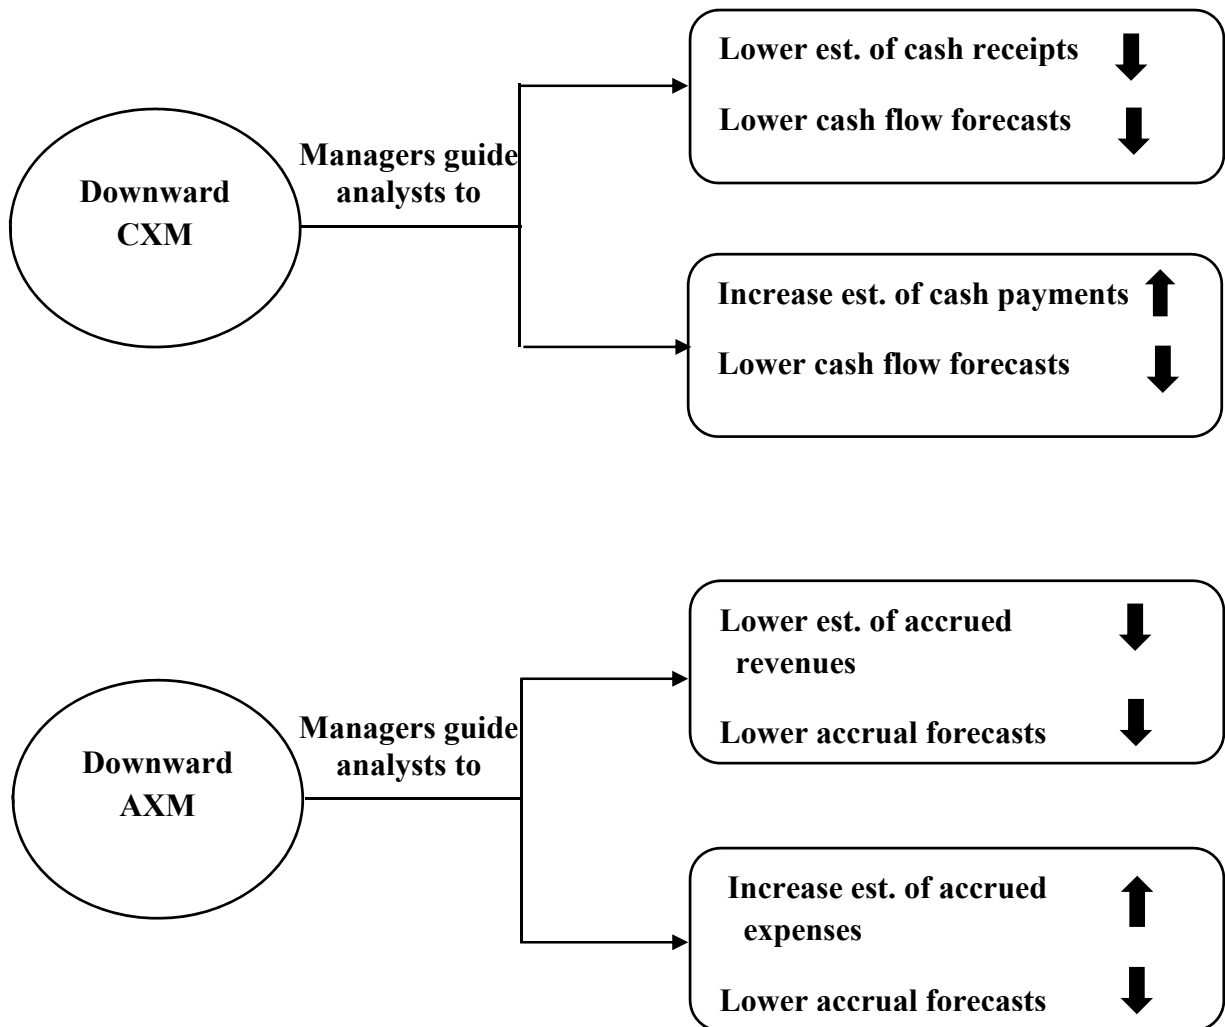 Lower est. of cash receipts
Lower cash flow forecasts
Managers guide
analysts to
Downward
CXM
Increase est. of cash payments
Lower cash flow forecasts
Lower est. of accrued
revenues
Lower accrual forecasts
Managers guide
analysts to
Downward
AXM
Increase est. of accrued
expenses
Lower accrual forecasts